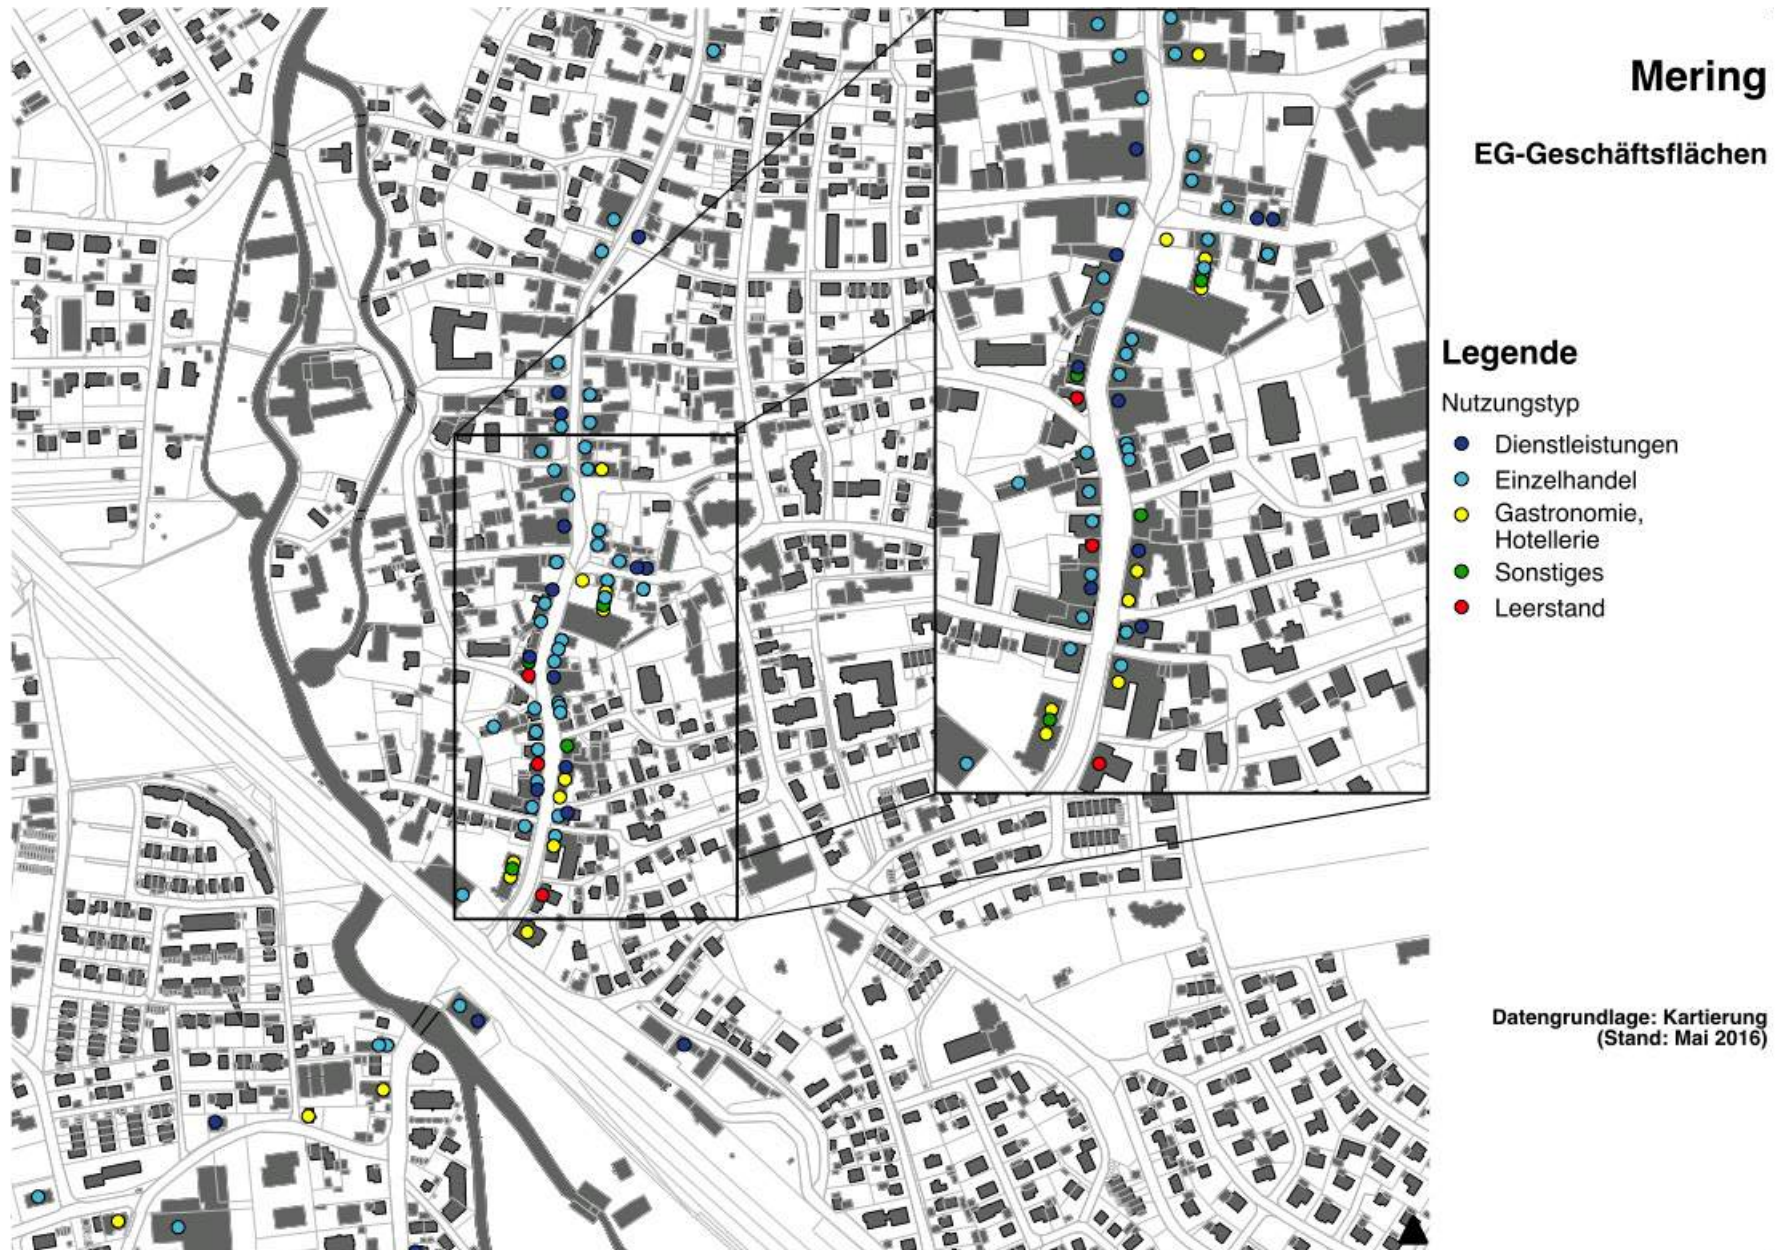 Mering
EG-Geschäftsflächen
Legende
Nutzungstyp
Dienstleistungen
Einzelhandel
Gastronomie,
Hotellerie
Sonstiges
Leerstand
Datengrundlage: Kartierung
(Stand: Mai 2016)